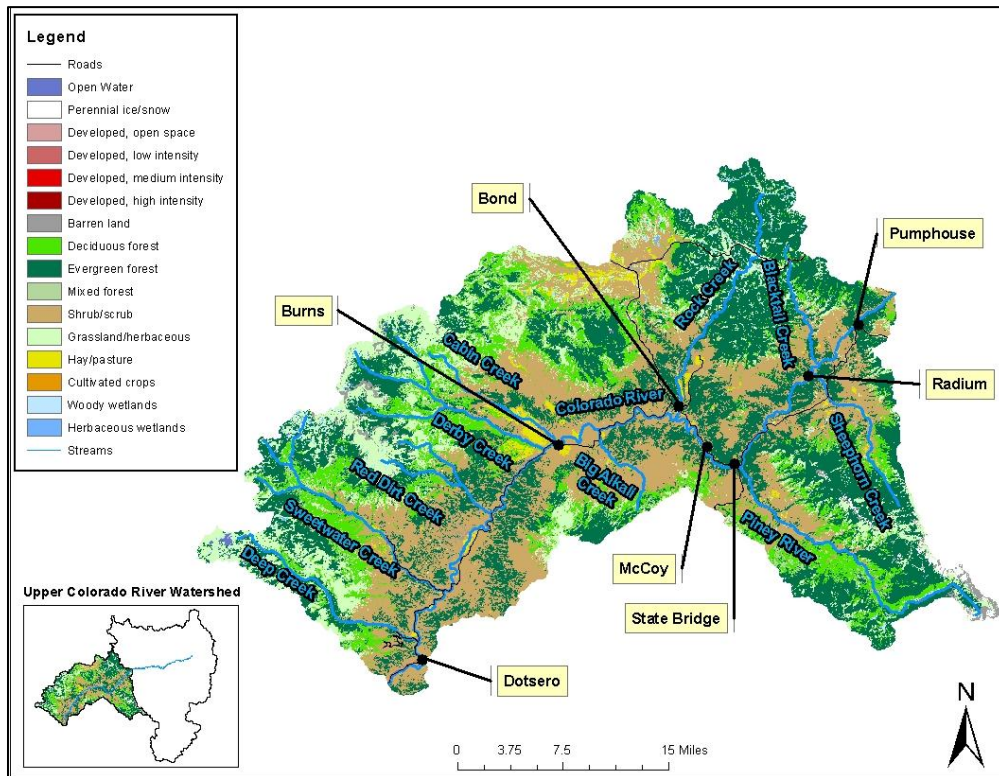 Legend
Roads
Open Water
Perennial ice/snow
Developed, open space
Developed, low intensity
Developed, medium intensity
Developed, high intensity
Barren land
Deciduous forest
Evergreen forest
Mixed forest
Shrub/scrub
Grassland/herbaceous
Hay/pasture
Cultivated crops
Woody wetlands
Herbaceous wetlands
Streams
Bond
Pumphouse
Burns
Rock Creek
Blacktail Creek
Cabin Creek
Radium
Colorado River
Derby Creek
Big Alkali
Creek
Sheephorn Creek
Red Dirt Creek
Sweetwater Creek
Piney River
Deep Creek
McCoy
State Bridge
Upper Colorado River Watershed
Dotsero
N
0 3.75 7.5 15 Miles